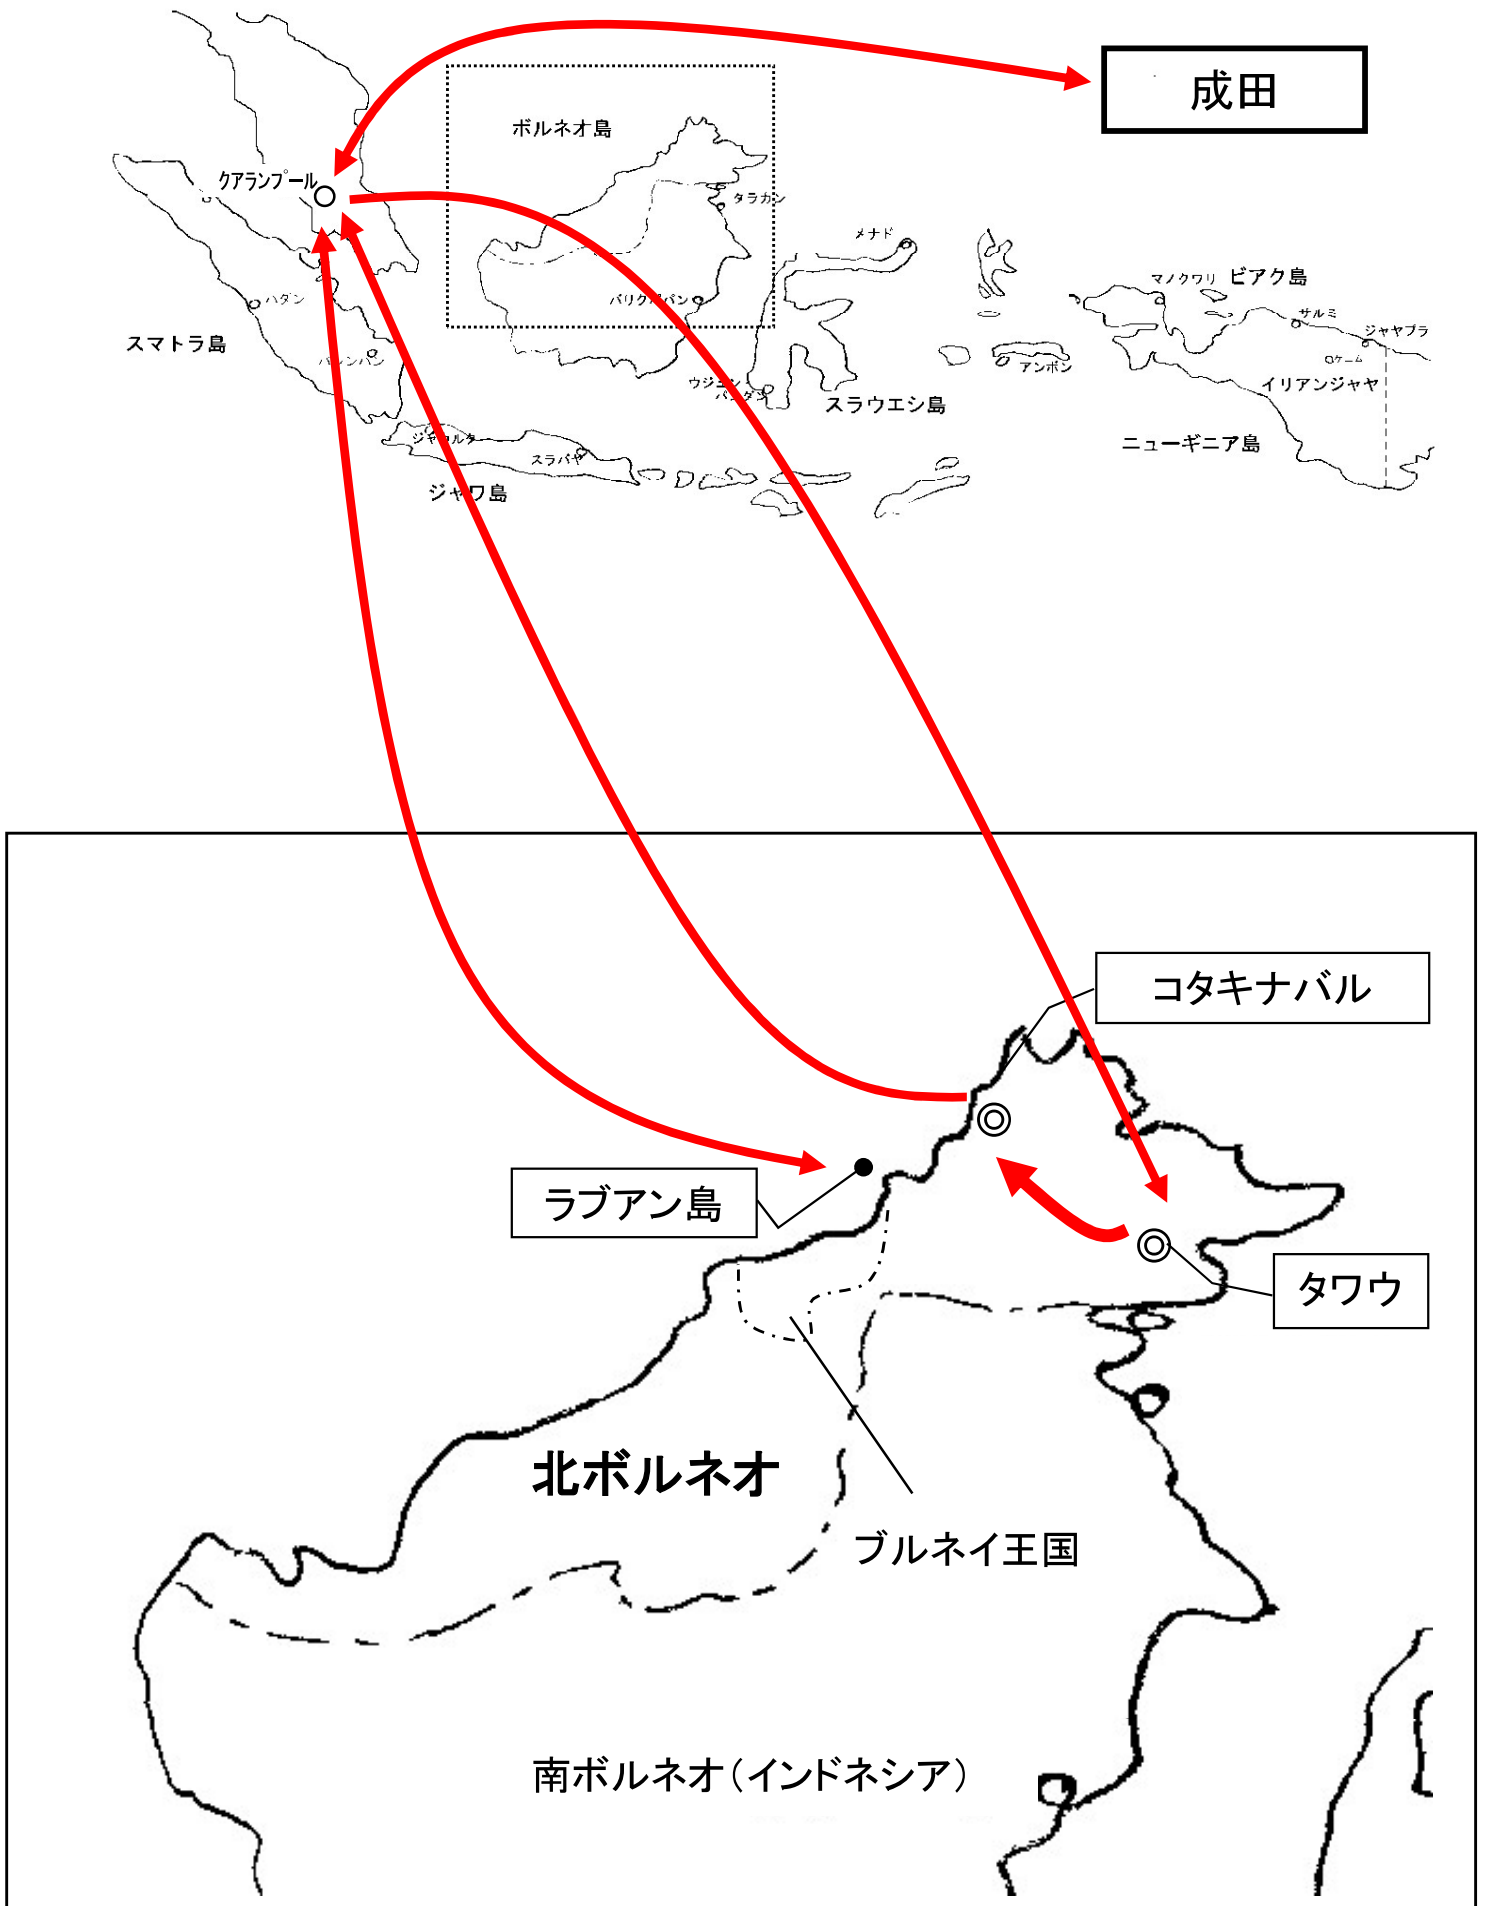 成田
ボルネオ島
クアランプール
タラカン
メナド
マノクワリ
ビアク島
バリクパパン
サルミ
ジャヤプラ
スマトラ島
アンボン
イリアンジャヤ
スラウエシ島
ニューギニア島
スラバヤ
ジャワ島
コタキナバル
ラブアン島
タワウ
北ボルネオ
ブルネイ王国
南ボルネオ(インドネシア)